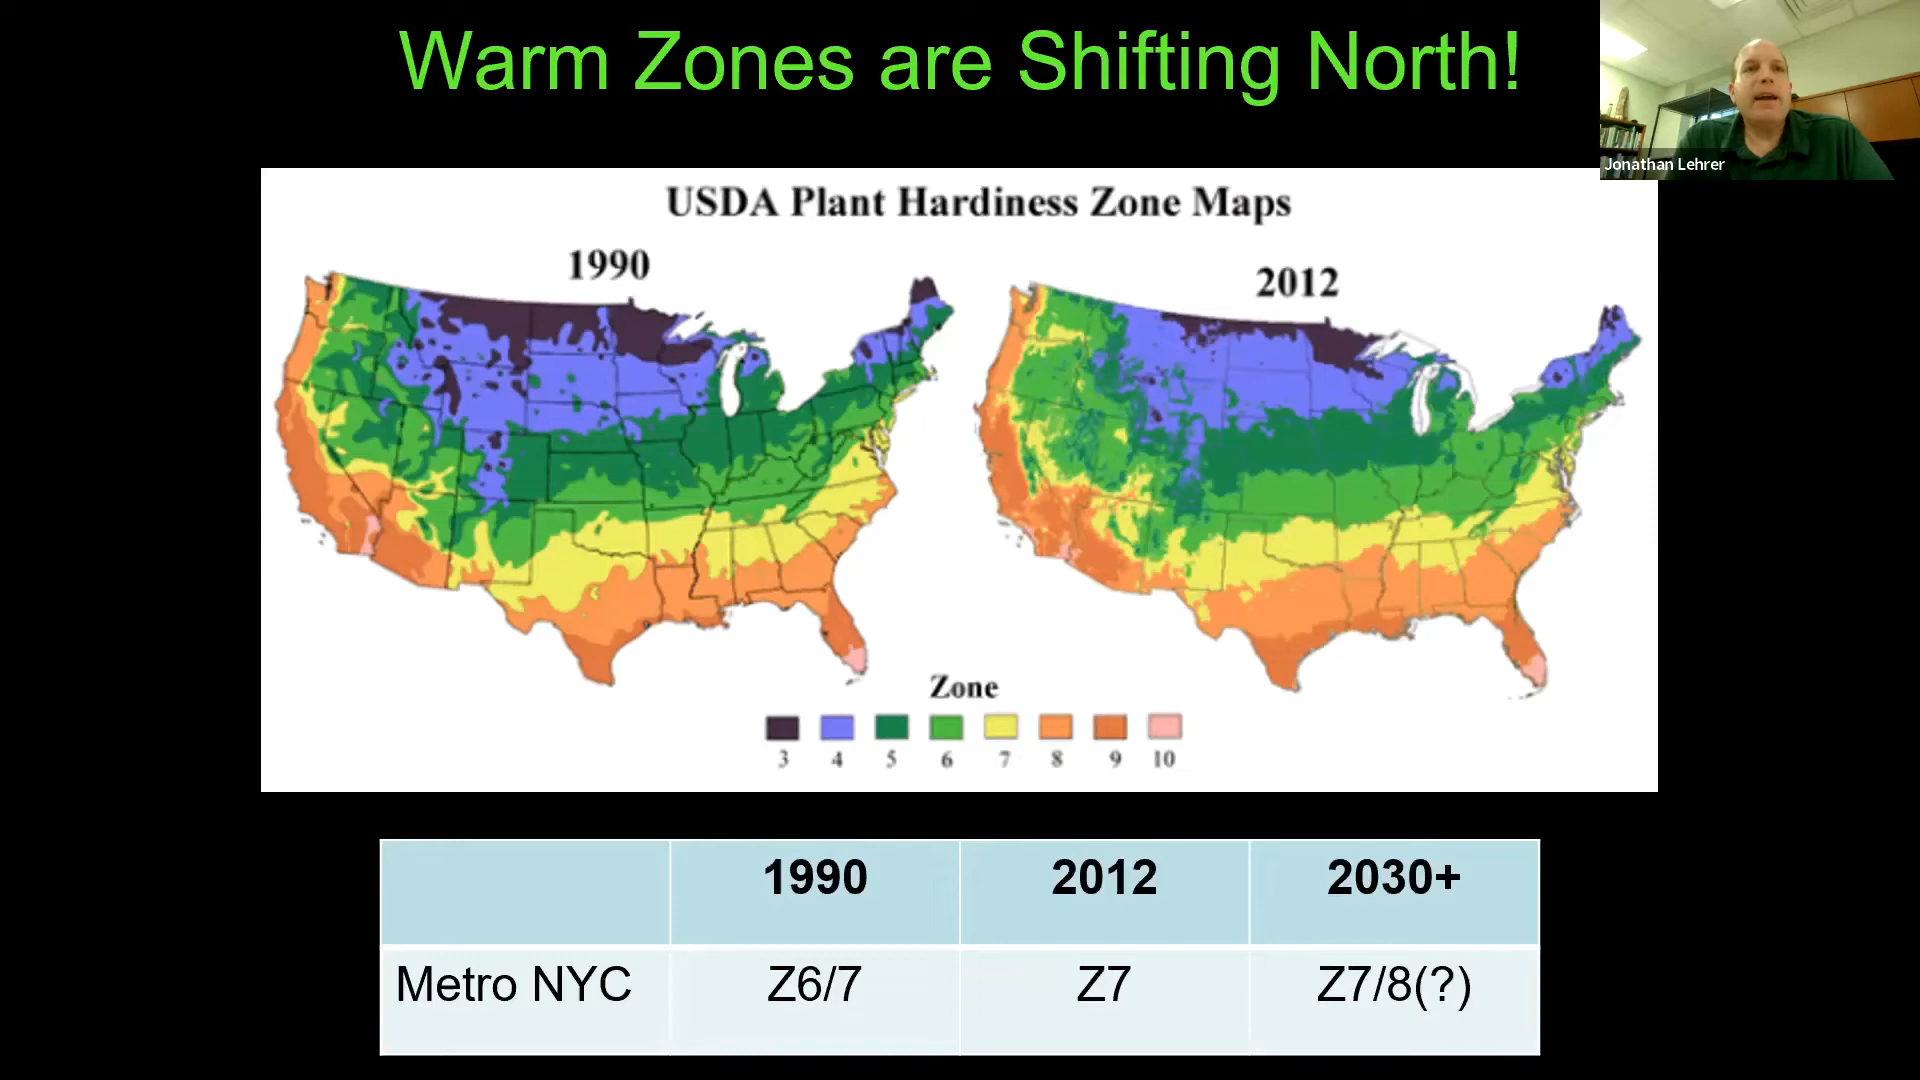 Warm Zones are Shifting North!
Jonathan Lehrer
USDA Plant Hardiness Zone Maps
1990
2012
Zone
3 4 5 6 7 8 9 10
1990 2012 2030+
Metro NYC Z6/7 Z7 Z7/8(?)